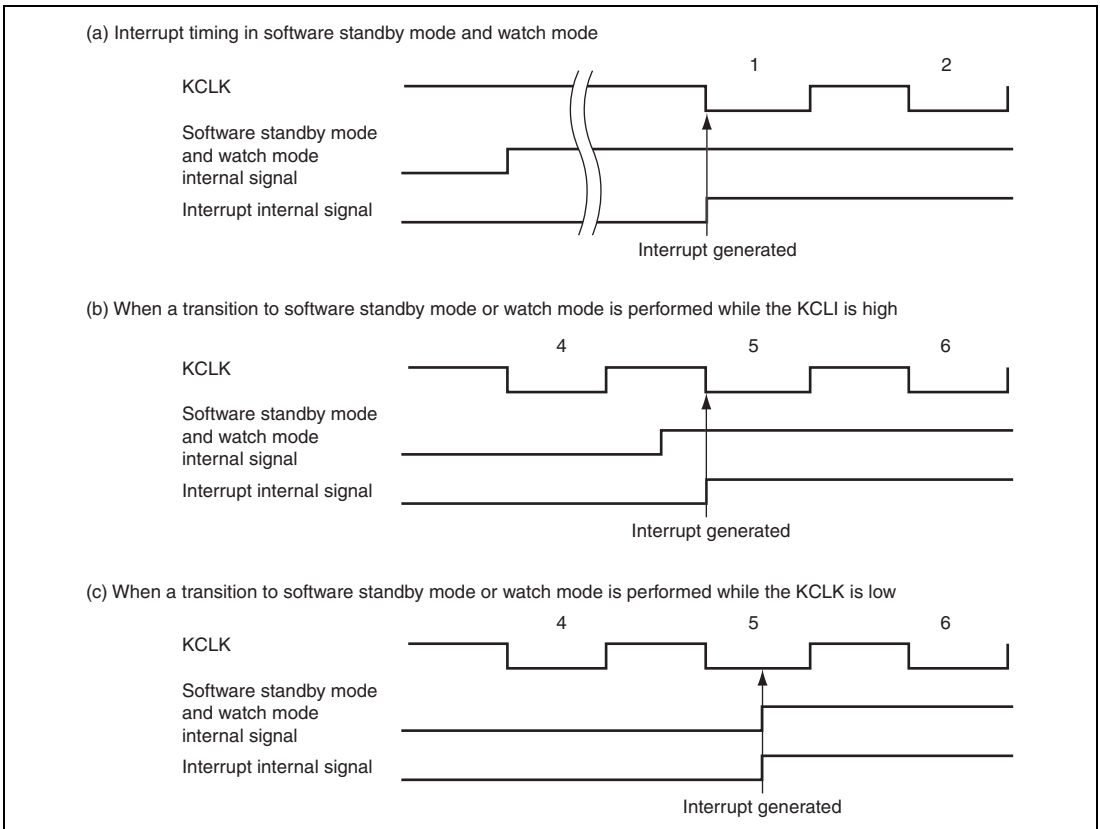 (a) Interrupt timing in software standby mode and watch mode
1 2
KCLK
Software standby mode
and watch mode
internal signal
Interrupt internal signal
Interrupt generated
(b) When a transition to software standby mode or watch mode is performed while the KCLI is high
4 5 6
KCLK
Software standby mode
and watch mode
internal signal
Interrupt internal signal
Interrupt generated
(c) When a transition to software standby mode or watch mode is performed while the KCLK is low
4 5 6
KCLK
Software standby mode
and watch mode
internal signal
Interrupt internal signal
Interrupt generated